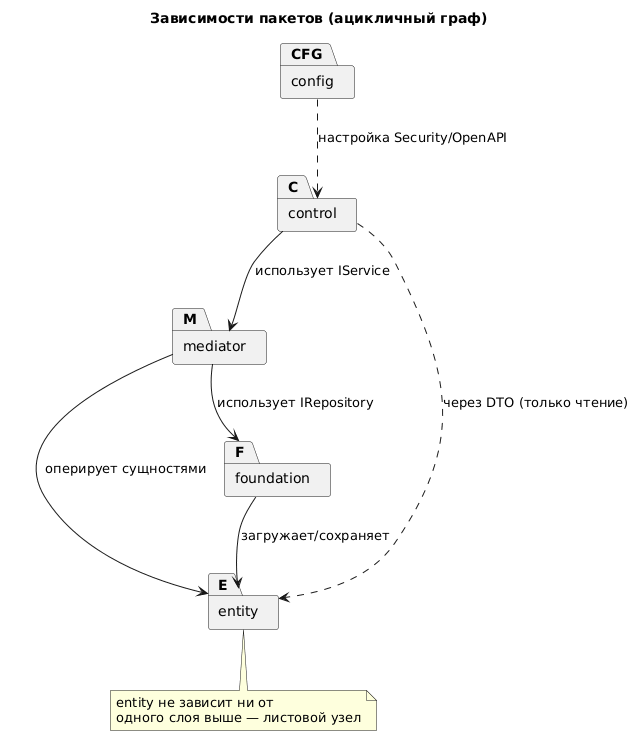 Зависимости пакетов (ацикличный граф)
CFG
config
настройка Security/OpenAPI
C
control
использует IService
M
mediator
использует IRepository
через DTO (только чтение)
F
foundation
оперирует сущностями
загружает/сохраняет
E
entity
entity не зависит ни от
одного слоя выше — листовой узел